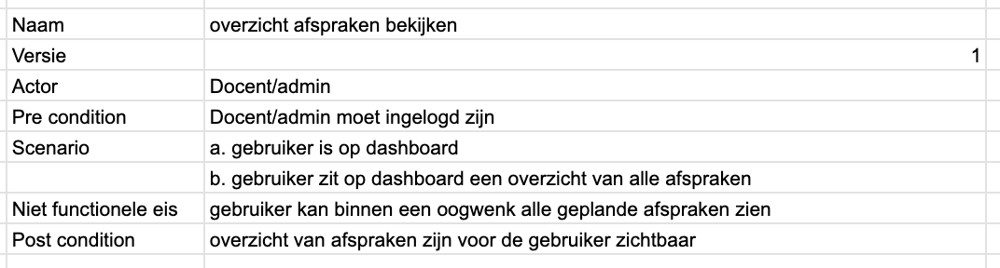 Naam overzicht afspraken bekijken
Versie 1
Actor Docent/admin
Pre condition Docent/admin moet ingelogd zijn
Scenario a. gebruiker is op dashboard
b. gebruiker zit op dashboard een overzicht van alle afspraken
Niet functionele eis gebruiker kan binnen een oogwenk alle geplande afspraken zien
Post condition overzicht van afspraken zijn voor de gebruiker zichtbaar